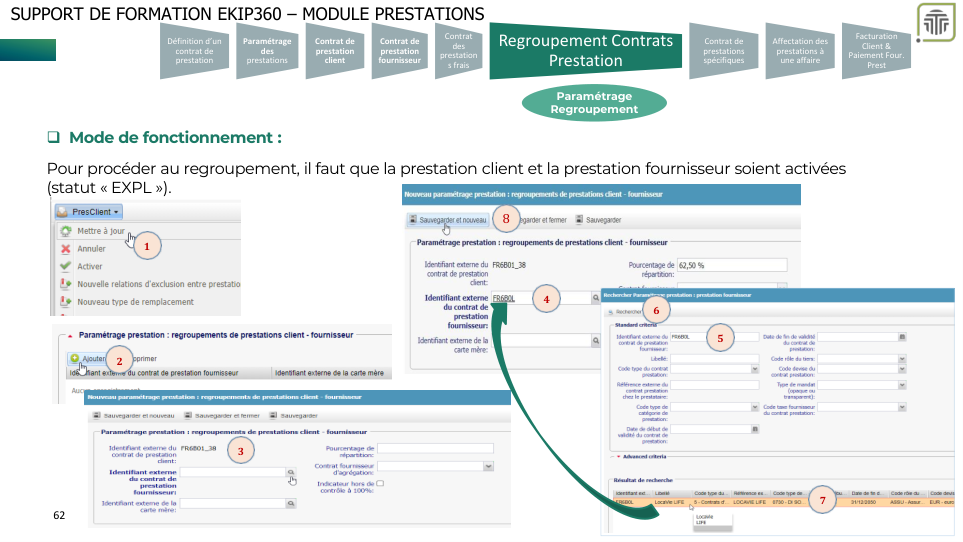 SUPPORT DE FORMATION EKIP360 – MODULE PRESTATIONS
Définition d'un
contrat de
prestation
Paramétrage
des
prestations
Contrat de
prestation
client
Contrat de
prestation
fournisseur
Contrat
des
prestation
s frais
Regroupement Contrats
Prestation
Contrat de
prestations
spécifiques
Affectation des
prestations à
une affaire
Facturation
Client &
Paiement Four.
Prest
Paramétrage
Regroupement
Mode de fonctionnement :
Pour procéder au regroupement, il faut que la prestation client et la prestation fournisseur soient activées
(statut « EXPL »).
PresClient
Mettre à jour
1
Annuler
Activer
Nouvelle relations d'exclusion entre prestatio
Nouveau type de remplacement
Paramétrage prestation : regroupements de prestations client - fournisseur
Ajouter
2
pprimer
Identifiant externe du contrat de prestation fournisseur
Identifiant externe de la carte mère
Nouveau paramétrage prestation : regroupements de prestations client - fournisseur
Sauvegarder et nouveau
Sauvegarder et fermer
Sauvegarder
Paramétrage prestation : regroupements de prestations client - fournisseur
Identifiant externe du
contrat de prestation
client:
FR6B01_38
3
Identifiant externe
du contrat de
prestation
fournisseur:
Identifiant externe de la
carte mère:
Pourcentage de
répartition:
Contrat fournisseur
d'agrégation:
Indicateur hors de
contrôle à 100%:
Nouveau paramétrage prestation : regroupements de prestations client - fournisseur
Sauvegarder et nouveau
8
egarder et fermer
Sauvegarder
Paramétrage prestation : regroupements de prestations client - fournisseur
Identifiant externe du
contrat de prestation
client:
FR6B01_38
Pourcentage de
répartition:
62,50 %
Identifiant externe
du contrat de
prestation
fournisseur:
FR6B0L
4
Identifiant externe de la
carte mère:
Rechercher Paramétrage prestation : prestation fournisseur
Rechercher
6
Standard criteria
Identifiant externe du
contrat de prestation
fournisseur:
FR6B0L
5
Libellé:
Code type du contrat
prestation:
Référence externe du
contrat prestation
chez le prestataire:
Code type de
catégorie de
prestation:
Date de début de
validité du contrat de
prestation:
Date de fin de validité
du contrat de
prestation:
Code rôle du tiers:
Code devise du
contrat prestation:
Type de mandat
(opaque ou
transparent):
Code taxe fournisseur
du contrat prestation:
Advanced criteria
Résultat de recherche
Identifiant ext...
Libellé
Code type du...
Référence ex...
Code type de...
Date de fin d...
Code rôle du...
Code devise
FR6B0L
LocaVie LIFE
5 - Contrats d'...
LOCAVIE LIFE
7
31/12/2050
ASSU - Assur...
EUR - euro
LocaVie
LIFE
62